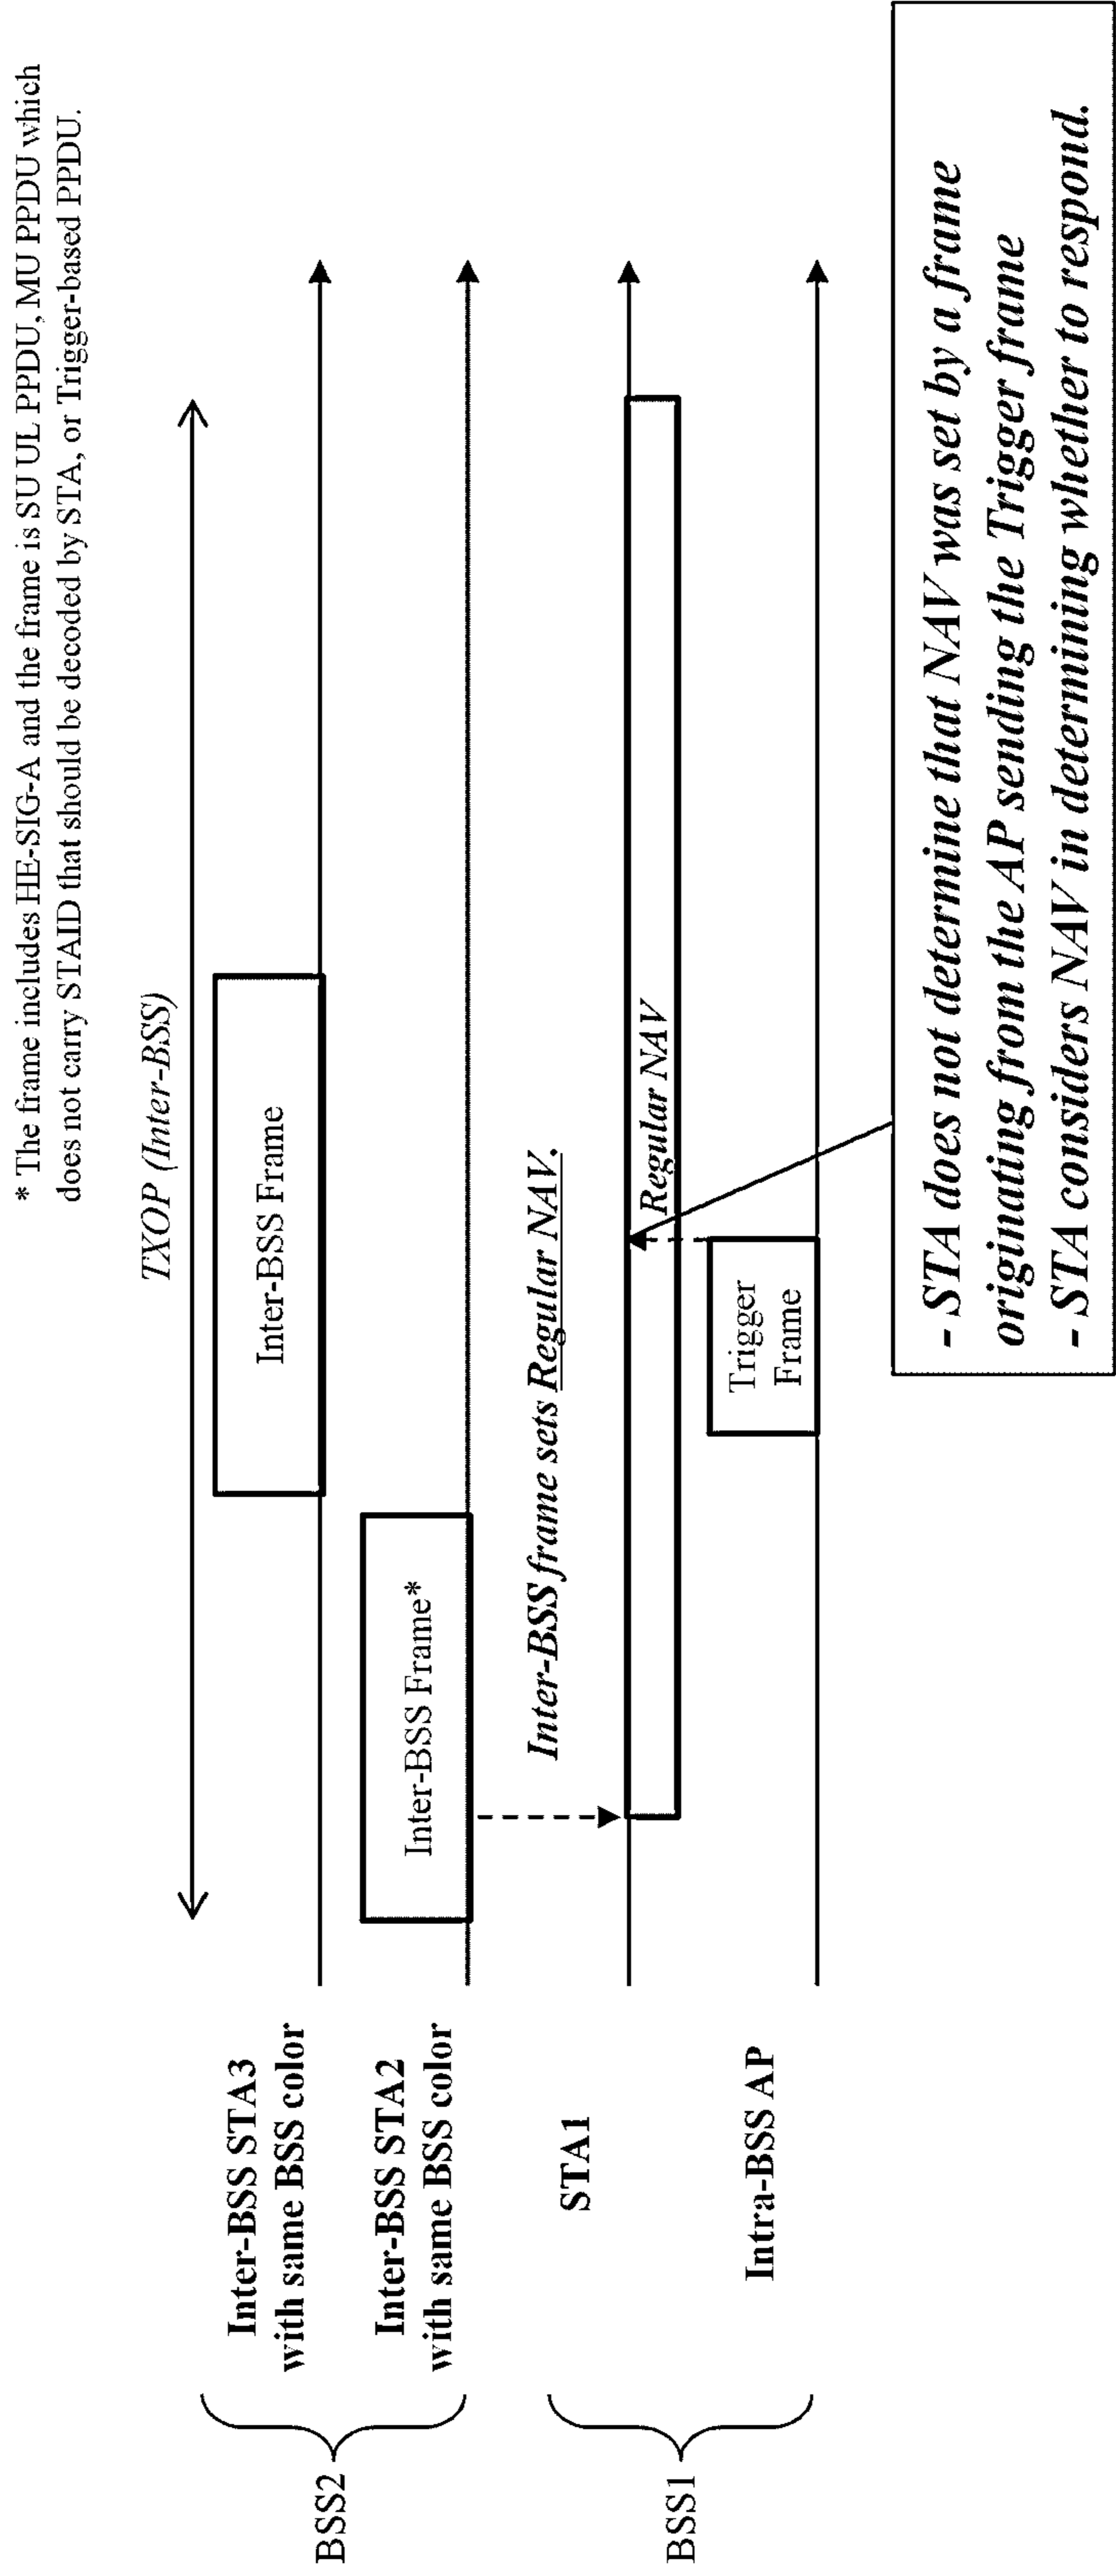 * The frame includes HE-SIG-A and the frame is SU UL PPDU, MU PPDU which
does not carry STAID that should be decoded by STA, or Trigger-based PPDU.
TXOP (Inter-BSS)
BSS2
Inter-BSS STA3
with same BSS color
Inter-BSS Frame
Inter-BSS STA2
with same BSS color
Inter-BSS Frame*
Inter-BSS frame sets Regular NAV.
BSS1
STA1
Regular NAV
Intra-BSS AP
Trigger
Frame
- STA does not determine that NAV was set by a frame
originating from the AP sending the Trigger frame
- STA considers NAV in determining whether to respond.